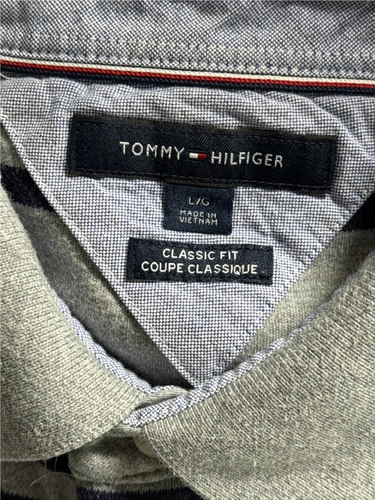 TOMMY HILFIGER
L/G
MADE IN
VIETNAM
CLASSIC FIT
COUPE CLASSIQUE